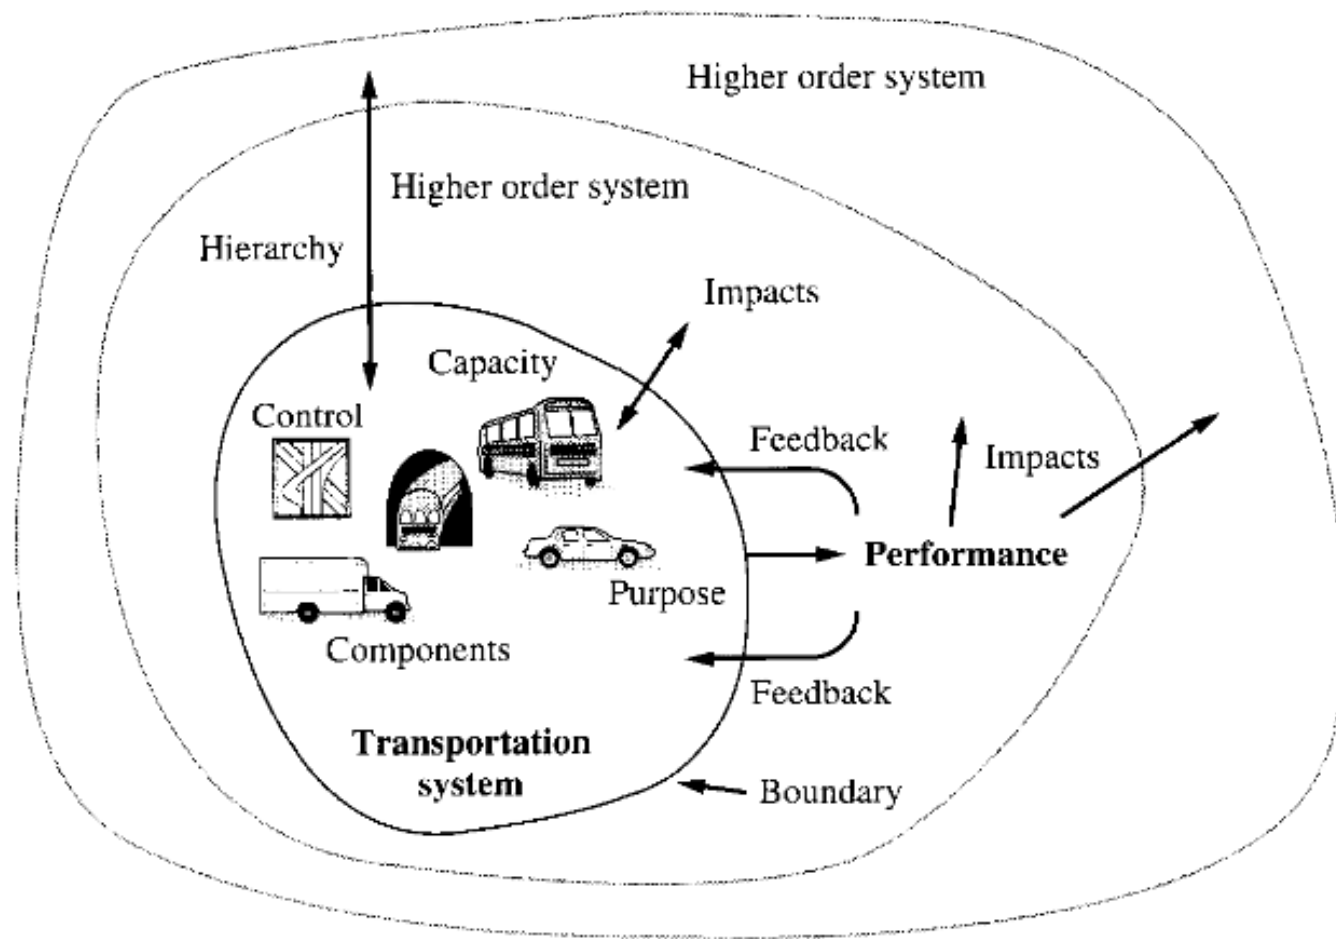 Higher order system
Higher order system
Hierarchy
Impacts
Capacity
Control
Feedback
Impacts
Performance
Purpose
Components
Feedback
Transportation
system
Boundary